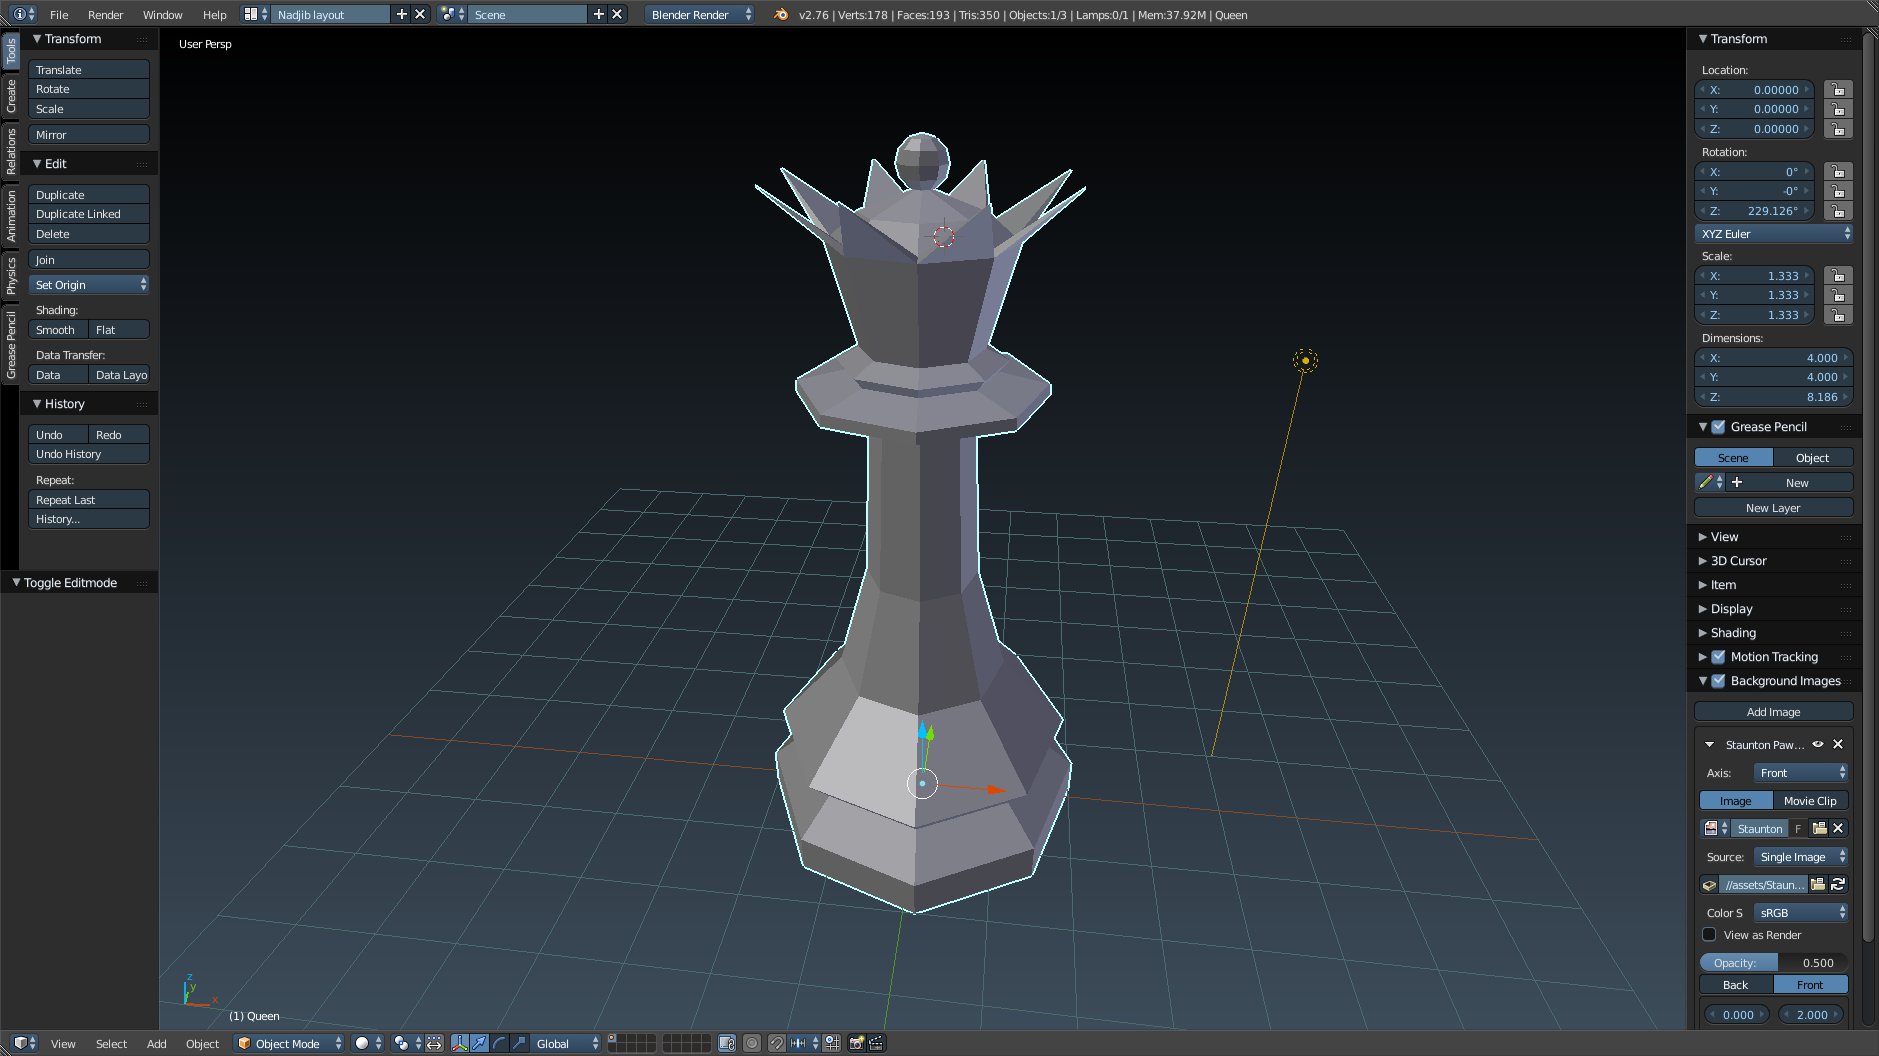 File Render Window Help Nadjib layout Scene Blender Render v2.76 | Verts:178 | Faces:193 | Tris:350 | Objects:1/3 | Lamps:0/1 | Mem:37.92M | Queen
Tools
Create
Relations
Animation
Physics
Grease Pencil
Transform
Translate
Rotate
Scale
Mirror
Edit
Duplicate
Duplicate Linked
Delete
Join
Set Origin
Shading:
Smooth Flat
Data Transfer:
Data Data Layo
History
Undo Redo
Undo History
Repeat:
Repeat Last
History...
Toggle Editmode
User Persp
z
y
x
(1) Queen
Transform
Location:
X: 0.00000
Y: 0.00000
Z: 0.00000
Rotation:
X: 0°
Y: -0°
Z: 229.126°
XYZ Euler
Scale:
X: 1.333
Y: 1.333
Z: 1.333
Dimensions:
X: 4.000
Y: 4.000
Z: 8.186
Grease Pencil
Scene Object
New
New Layer
View
3D Cursor
Item
Display
Shading
Motion Tracking
Background Images
Add Image
Staunton Paw...
Axis: Front
Image Movie Clip
Staunton F
Source: Single Image
//assets/Staun...
Color S sRGB
View as Render
Opacity: 0.500
Back Front
0.000 2.000
View Select Add Object Object Mode Global